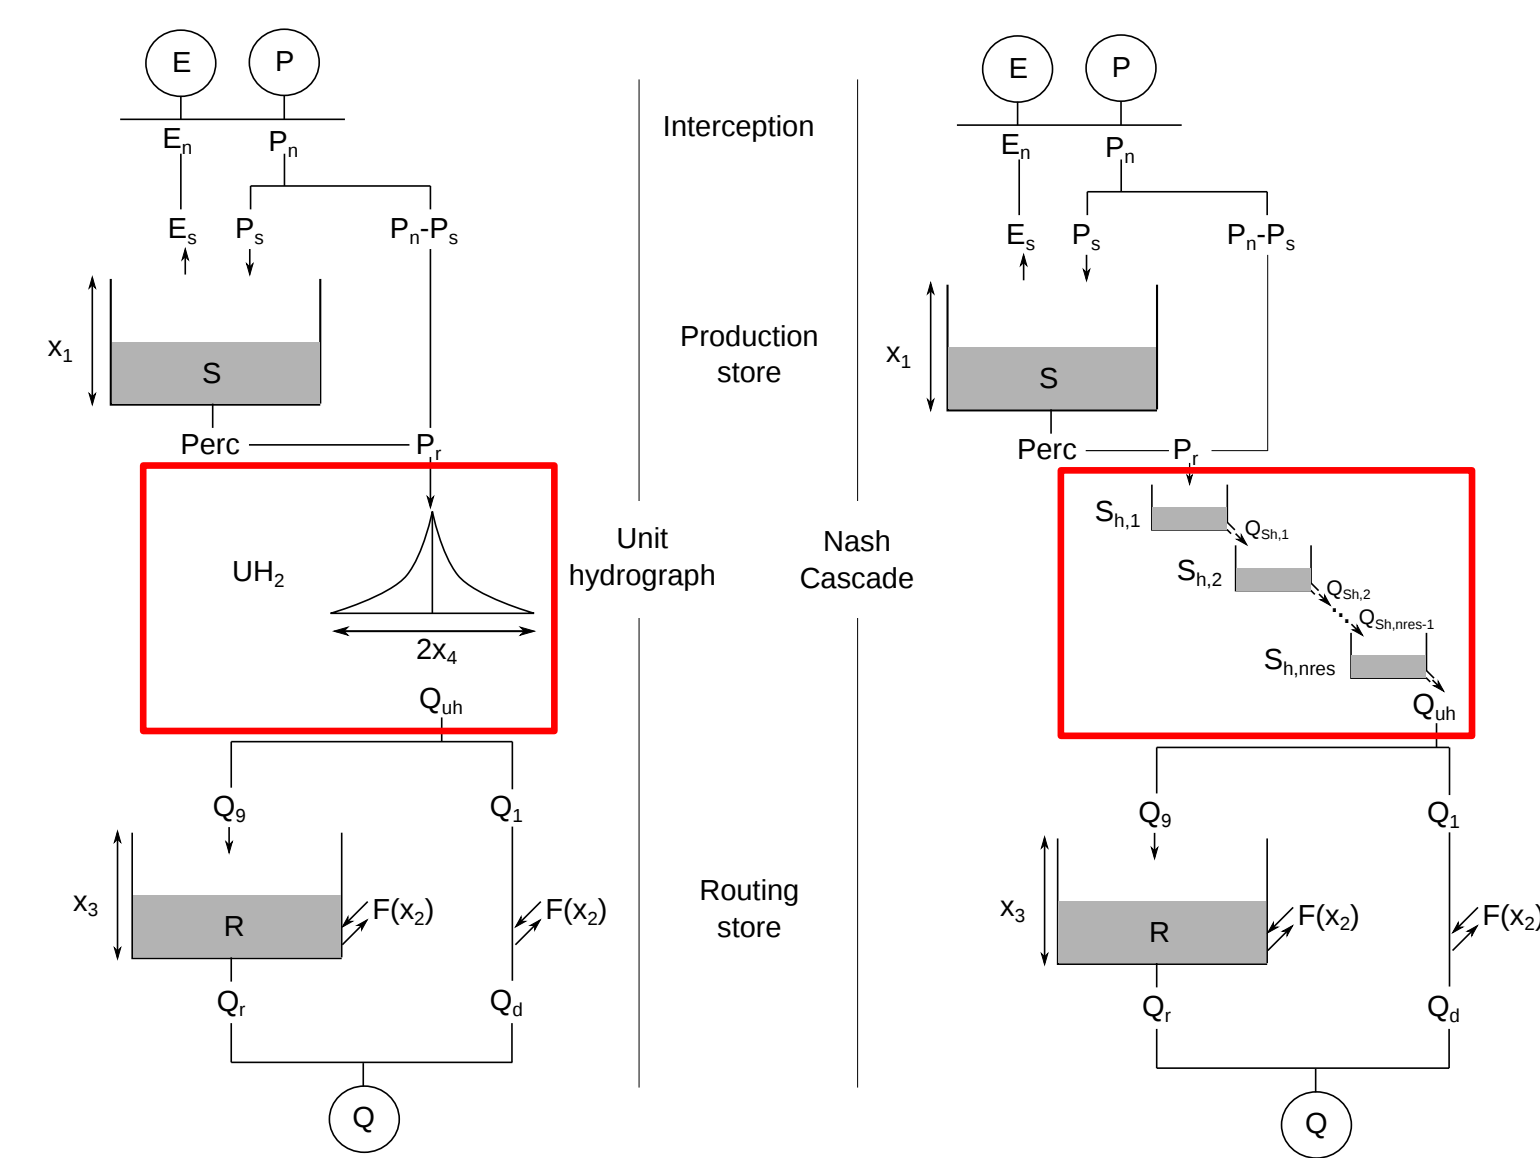 E
P
E
P
Interception
Eₙ
Pₙ
Eₙ
Pₙ
Eₛ
Pₛ
Pₙ-Pₛ
Eₛ
Pₛ
Pₙ-Pₛ
x₁
S
Production
store
x₁
S
Perc
Pᵣ
Perc
Pᵣ
UH₂
2x₄
Quh
Unit
hydrograph
Nash
Cascade
Sh,1
QSh,1
Sh,2
QSh,2
QSh,nres-1
Sh,nres
Quh
Q₉
Q₁
Q₉
Q₁
x₃
R
F(x₂)
F(x₂)
Routing
store
x₃
R
F(x₂)
F(x₂)
Qᵣ
Qd
Qᵣ
Qd
Q
Q